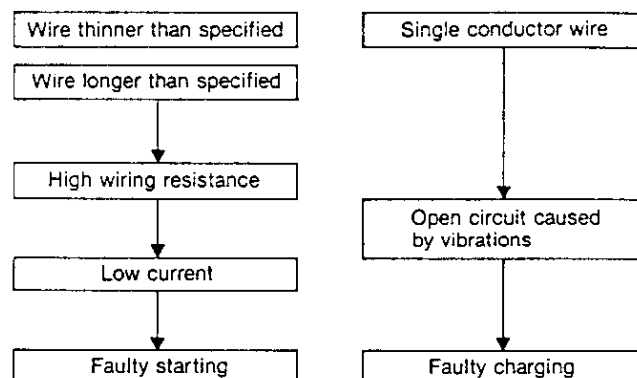 Wire thinner than specified
Wire longer than specified
High wiring resistance
Low current
Faulty starting
Single conductor wire
Open circuit caused
by vibrations
Faulty charging